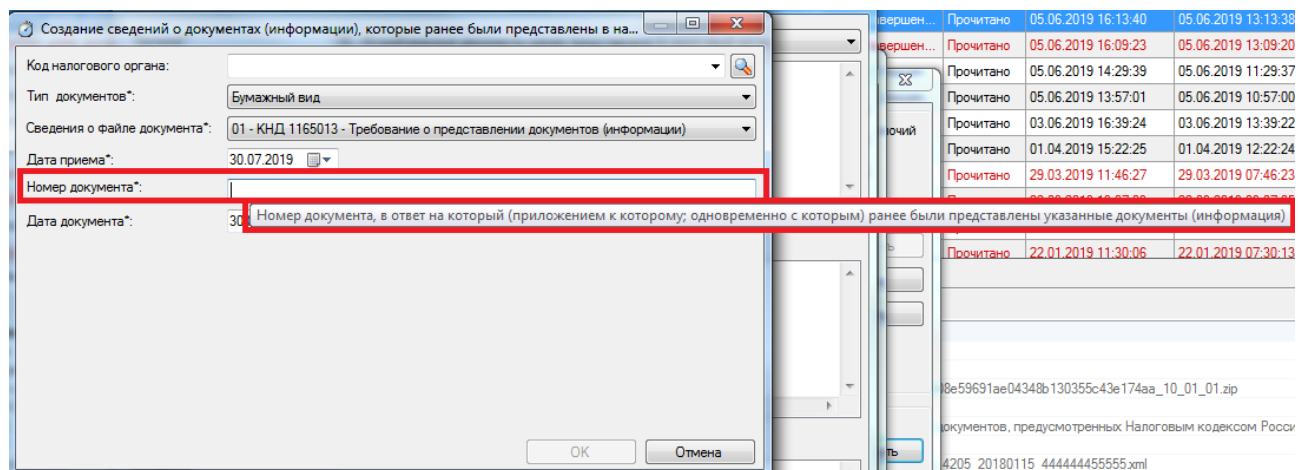 Создание сведений о документах (информации), которые ранее были представлены в на...
Код налогового органа:
Тип документов*: Бумажный вид
Сведения о файле документа*: 01 - КНД 1165013 - Требование о представлении документов (информации)
Дата приема*: 30.07.2019
Номер документа*:
Номер документа, в ответ на который (приложением к которому; одновременно с которым) ранее были представлены указанные документы (информация)
Дата документа*: 30
OK Отмена
вершен... Прочитано 05.06.2019 16:13:40 05.06.2019 13:13:38
вершен... Прочитано 05.06.2019 16:09:23 05.06.2019 13:09:20
Прочитано 05.06.2019 14:29:39 05.06.2019 11:29:37
Прочитано 05.06.2019 13:57:01 05.06.2019 10:57:00
ючий Прочитано 03.06.2019 16:39:24 03.06.2019 13:39:22
Прочитано 01.04.2019 15:22:25 01.04.2019 12:22:24
Прочитано 29.03.2019 11:46:27 29.03.2019 07:46:23
Прочитано 22.01.2019 11:30:06 22.01.2019 07:30:13
8e59691ae04348b130355c43e174aa_10_01_01.zip
окументов, предусмотренных Налоговым кодексом Росси
ть
4205_20180115_444444455555.xml